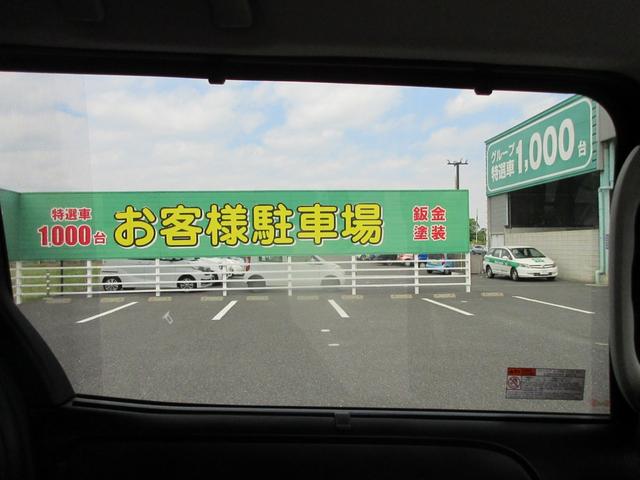 特選車
1,000台
お客様駐車場
鈑金
塗装
グループ
特選車 1,000台